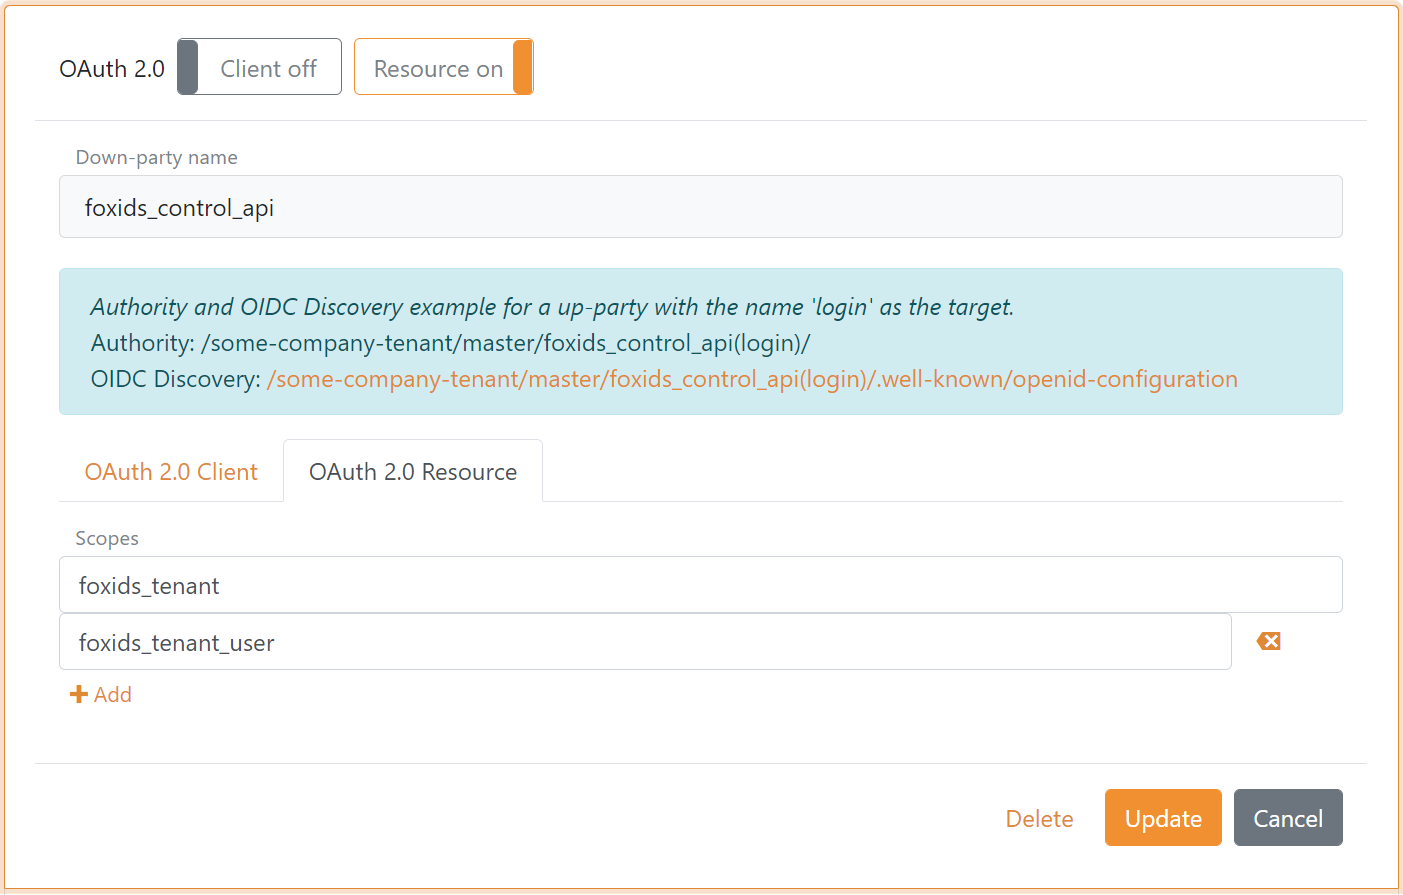 OAuth 2.0 Client off Resource on
Down-party name
foxids_control_api
Authority and OIDC Discovery example for a up-party with the name 'login' as the target.
Authority: /some-company-tenant/master/foxids_control_api(login)/
OIDC Discovery: /some-company-tenant/master/foxids_control_api(login)/.well-known/openid-configuration
OAuth 2.0 Client OAuth 2.0 Resource
Scopes
foxids_tenant
foxids_tenant_user
Add
Delete Update Cancel